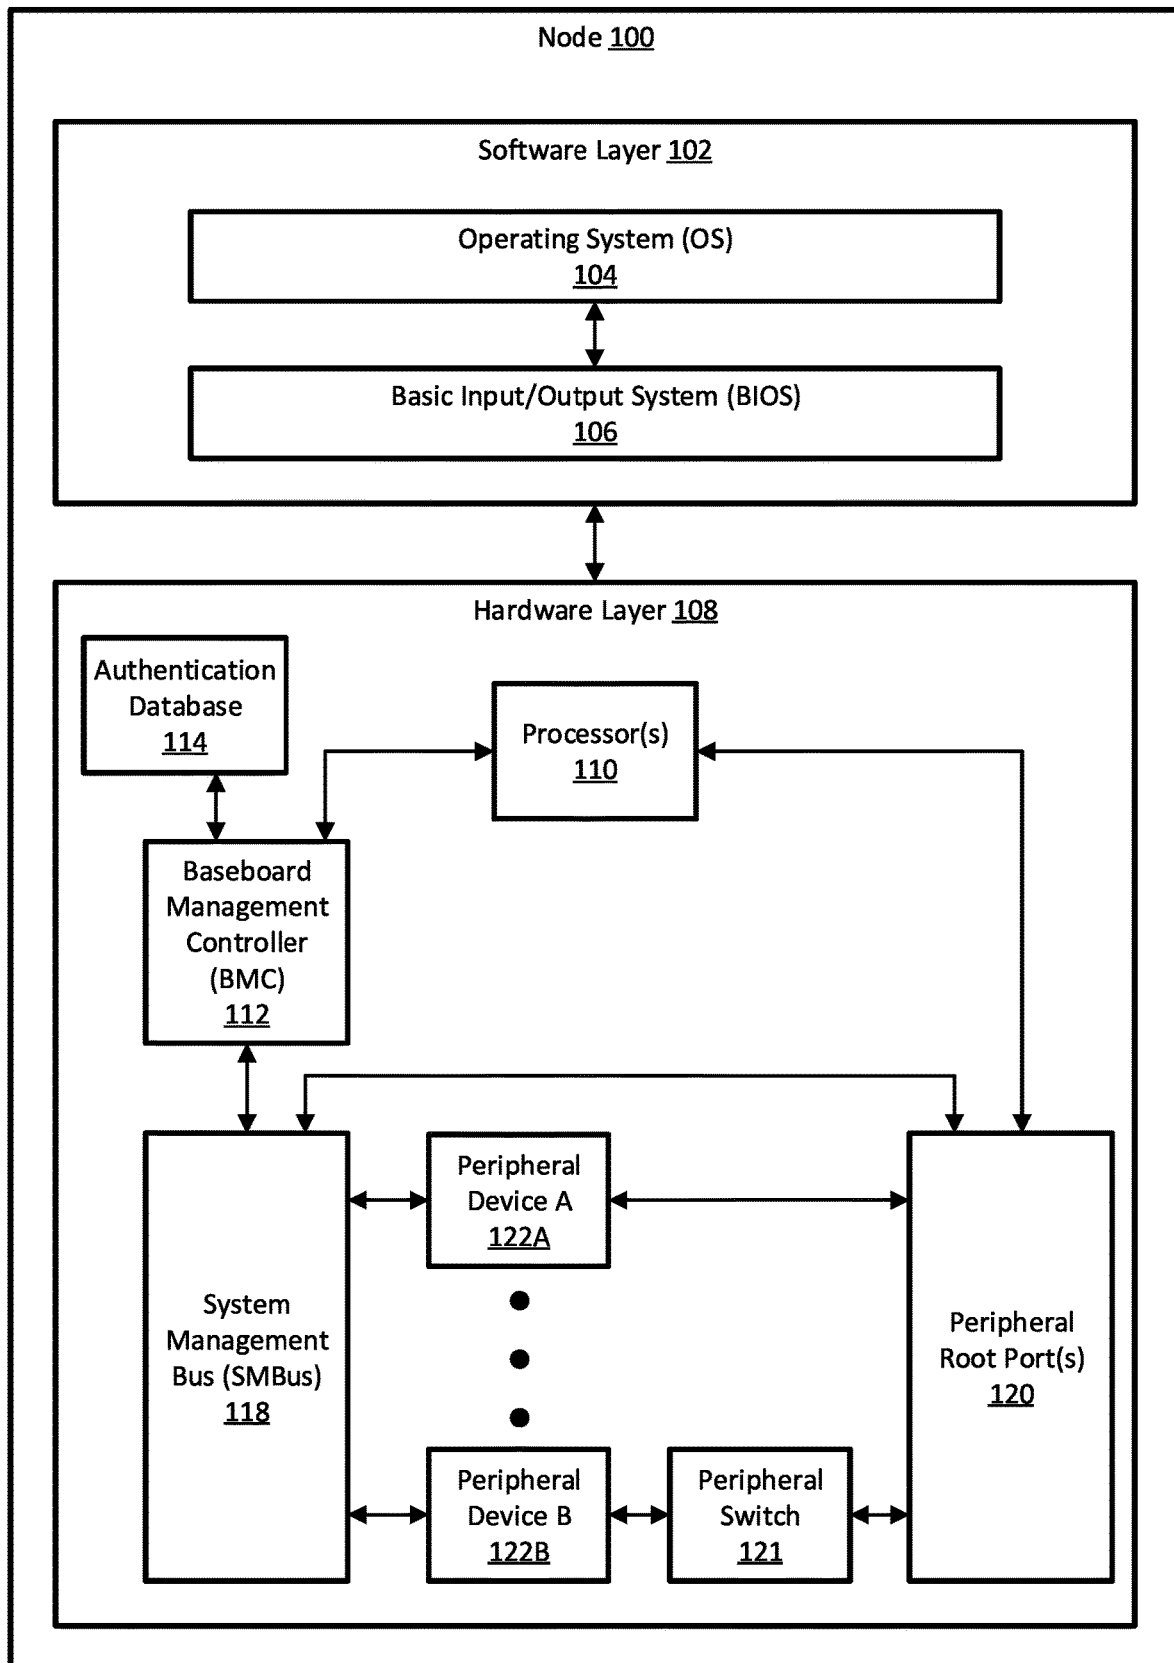 Node 100
Software Layer 102
Operating System (OS)
104
Basic Input/Output System (BIOS)
106
Hardware Layer 108
Authentication
Database
114
Processor(s)
110
Baseboard
Management
Controller
(BMC)
112
System
Management
Bus (SMBus)
118
Peripheral
Device A
122A
Peripheral
Root Port(s)
120
Peripheral
Device B
122B
Peripheral
Switch
121